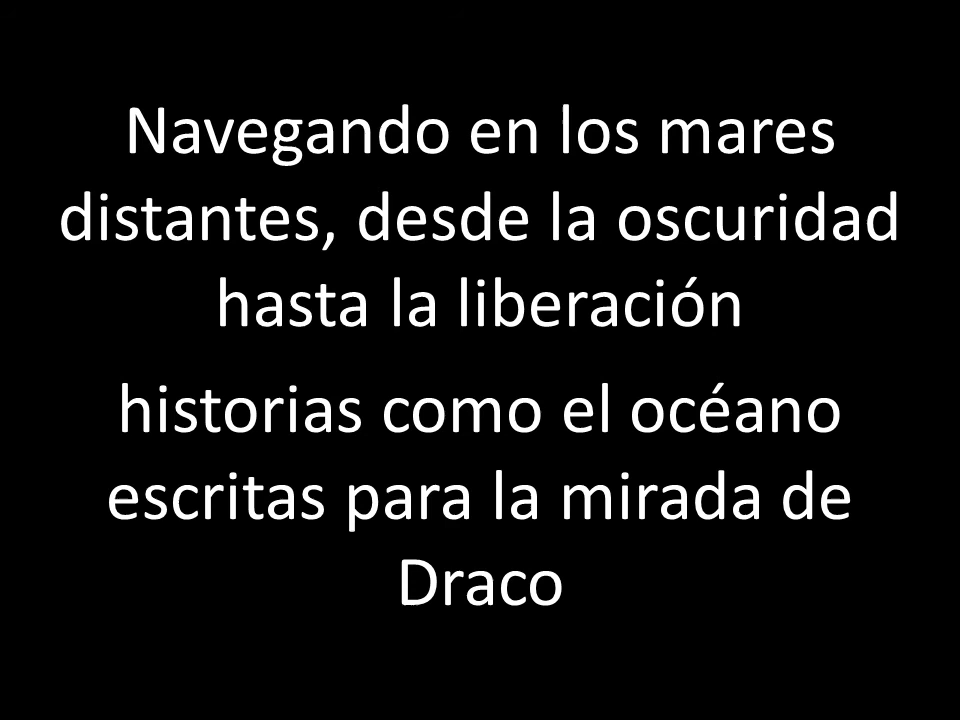 Navegando en los mares
distantes, desde la oscuridad
hasta la liberación
historias como el océano
escritas para la mirada de
Draco